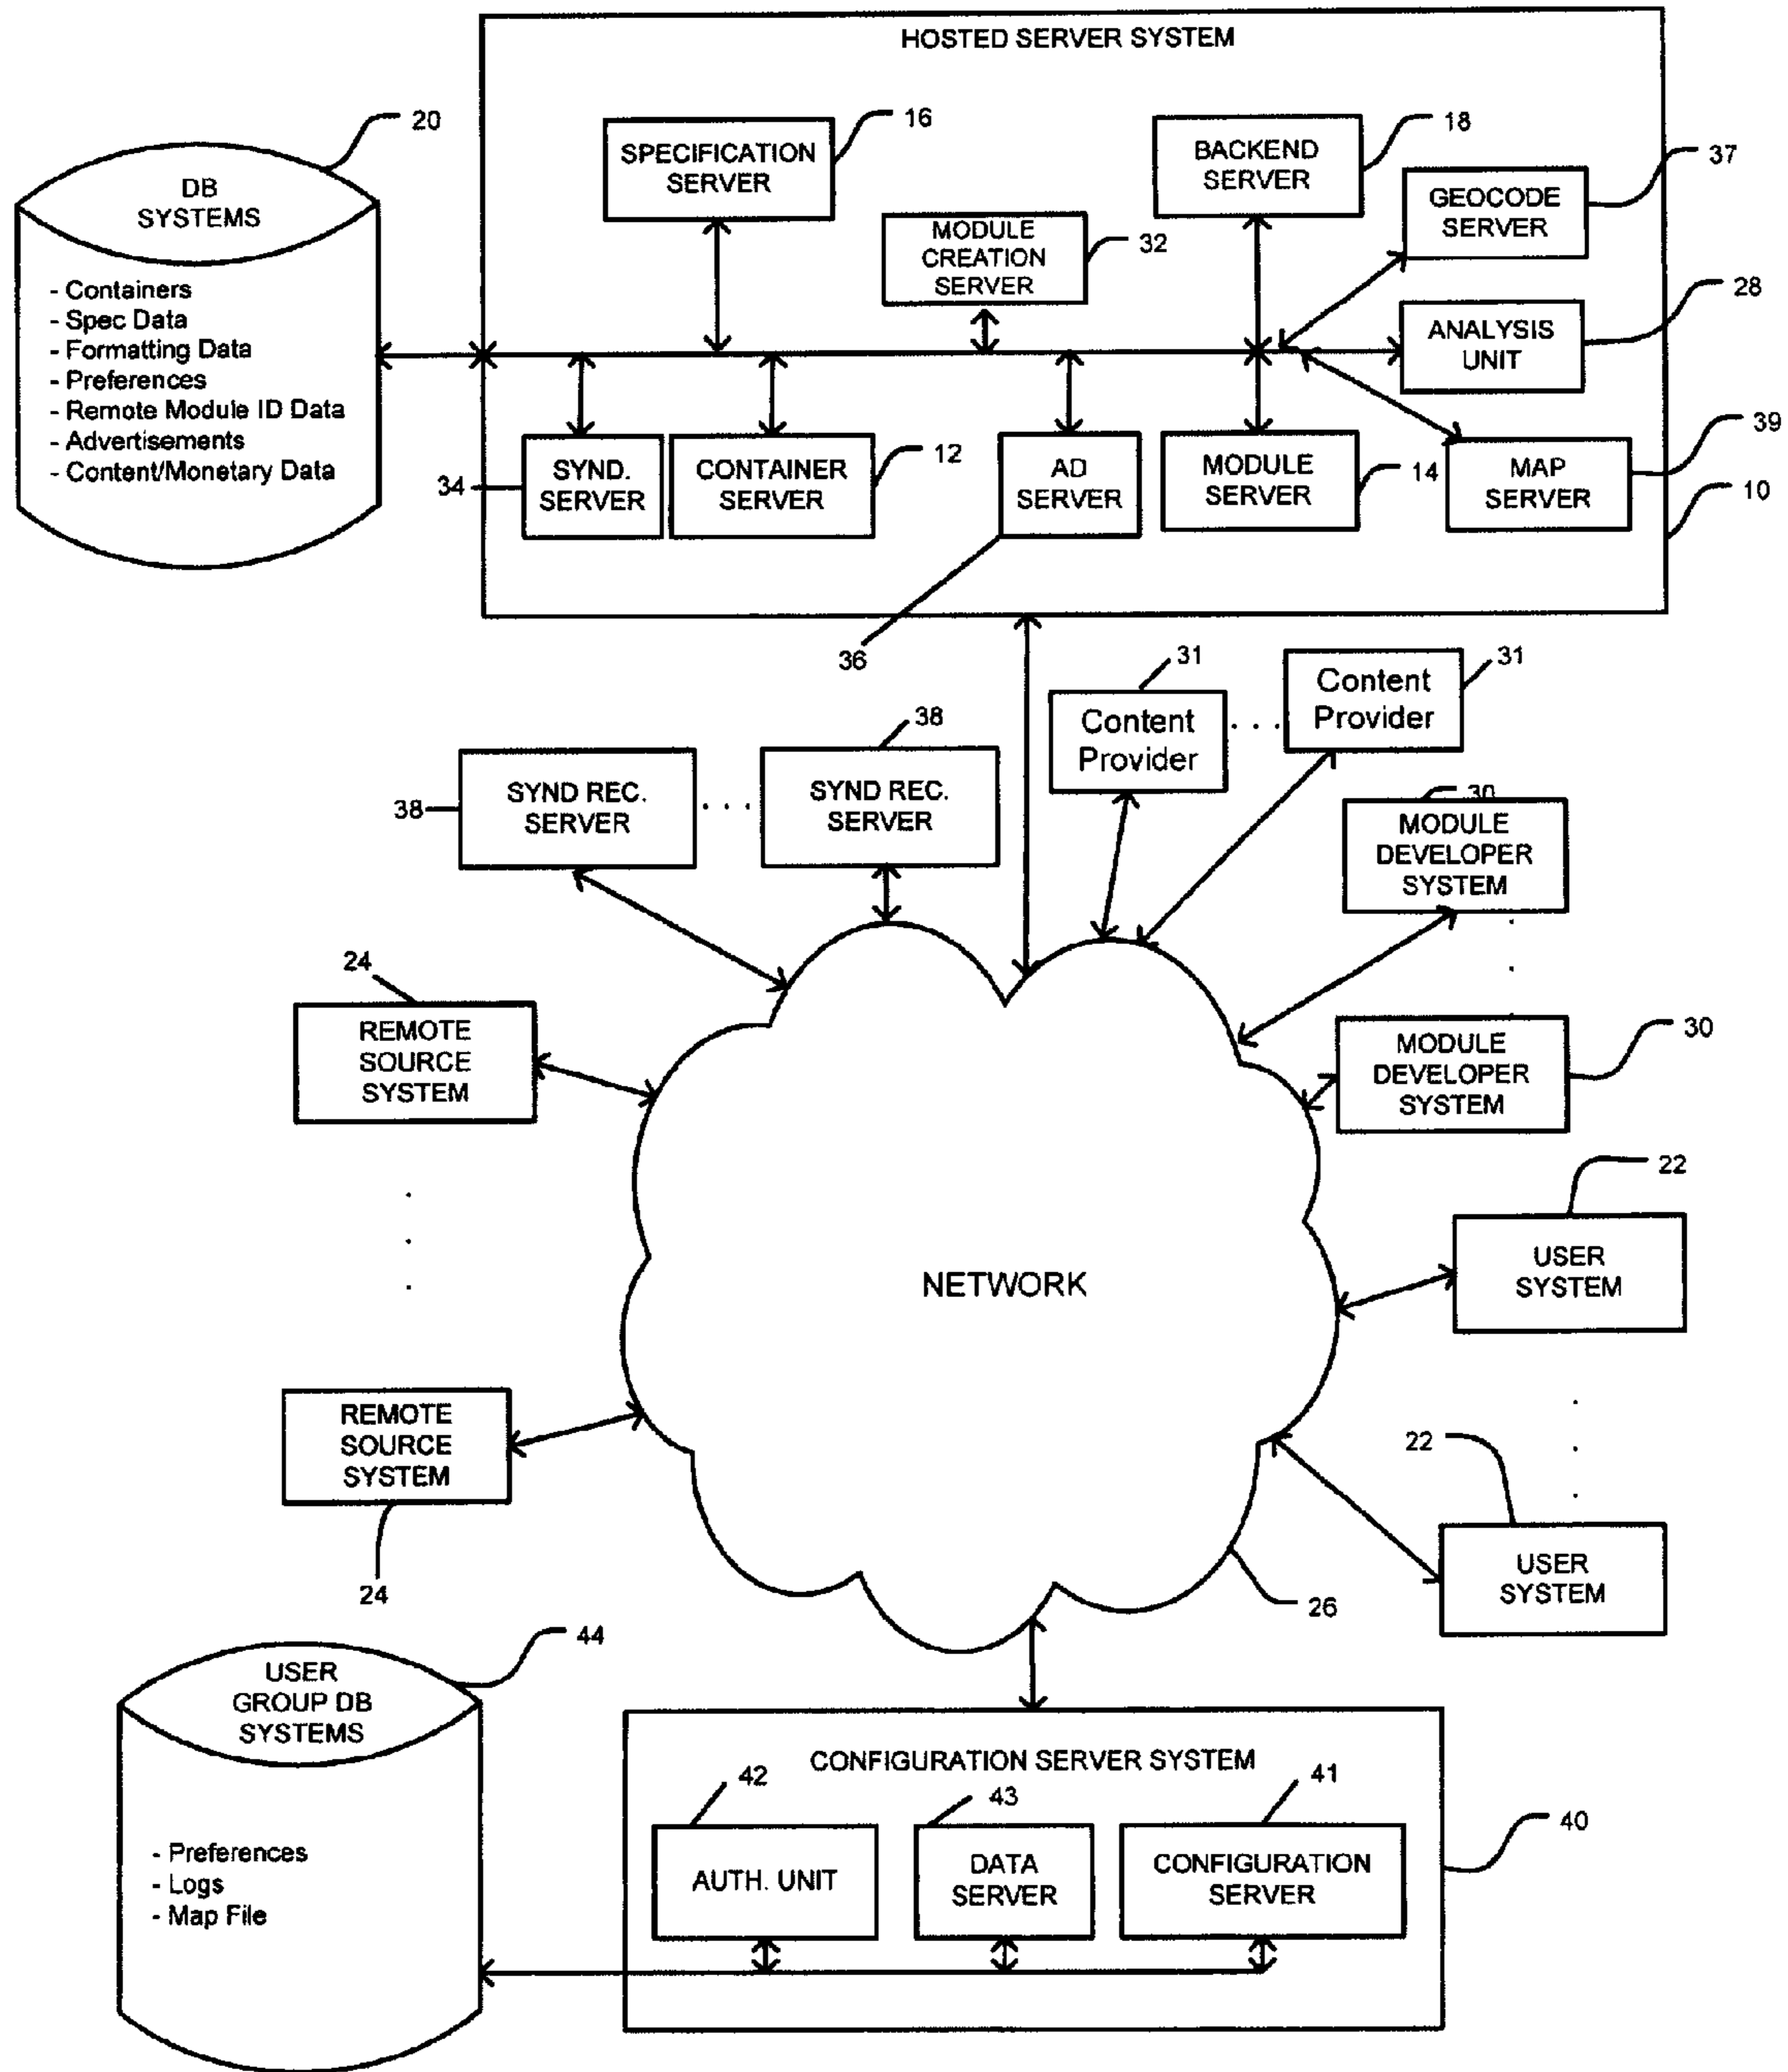 HOSTED SERVER SYSTEM
20
DB
SYSTEMS
- Containers
- Spec Data
- Formatting Data
- Preferences
- Remote Module ID Data
- Advertisements
- Content/Monetary Data
SPECIFICATION
SERVER
16
MODULE
CREATION
SERVER
32
BACKEND
SERVER
18
GEOCODE
SERVER
37
ANALYSIS
UNIT
28
34
SYND.
SERVER
CONTAINER
SERVER
12
AD
SERVER
36
MODULE
SERVER
14
MAP
SERVER
39
10
38
SYND REC.
SERVER
. . .
SYND REC.
SERVER
38
31
Content
Provider
. . .
Content
Provider
31
30
MODULE
DEVELOPER
SYSTEM
MODULE
DEVELOPER
SYSTEM
30
24
REMOTE
SOURCE
SYSTEM
REMOTE
SOURCE
SYSTEM
24
NETWORK
26
22
USER
SYSTEM
22
USER
SYSTEM
44
USER
GROUP DB
SYSTEMS
- Preferences
- Logs
- Map File
CONFIGURATION SERVER SYSTEM
42
AUTH. UNIT
43
DATA
SERVER
41
CONFIGURATION
SERVER
40